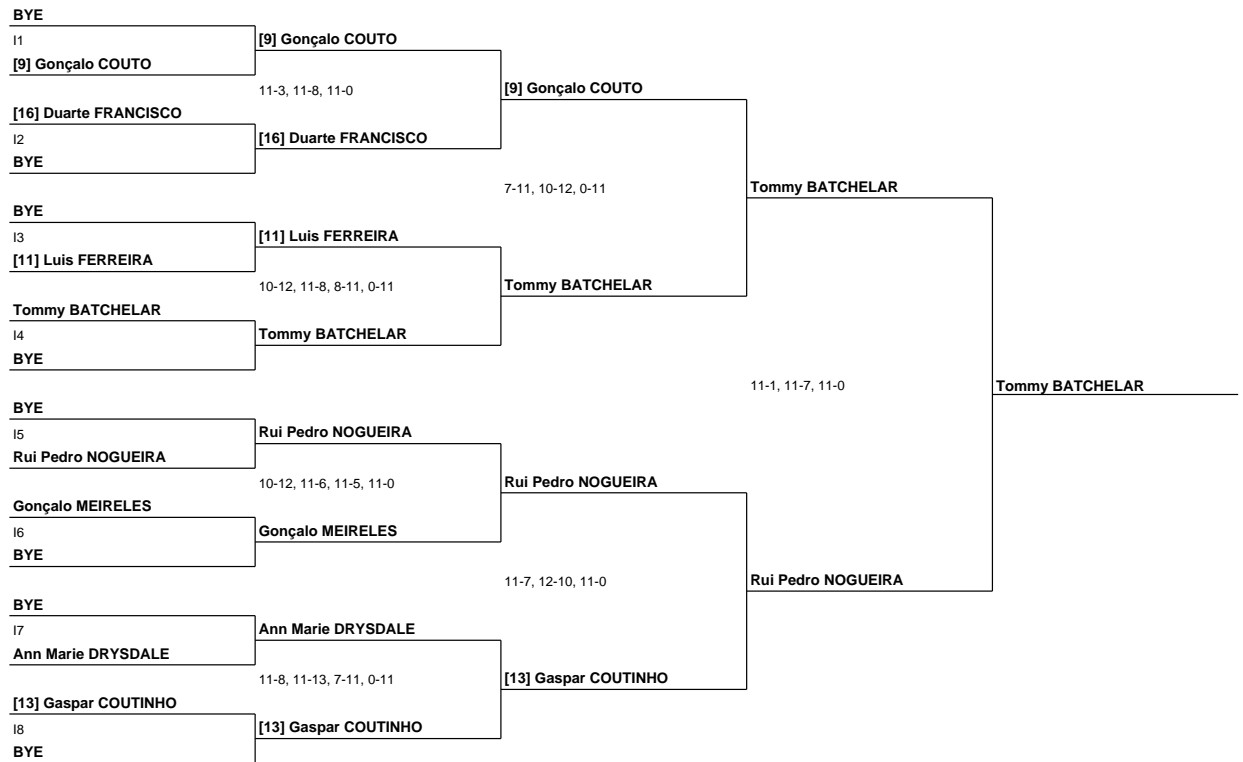 BYE
I1
[9] Gonçalo COUTO
[16] Duarte FRANCISCO
I2
BYE
BYE
I3
[11] Luis FERREIRA
Tommy BATCHELAR
I4
BYE
BYE
I5
Rui Pedro NOGUEIRA
Gonçalo MEIRELES
I6
BYE
BYE
I7
Ann Marie DRYSDALE
[13] Gaspar COUTINHO
I8
BYE
[9] Gonçalo COUTO
11-3, 11-8, 11-0
[16] Duarte FRANCISCO
[11] Luis FERREIRA
10-12, 11-8, 8-11, 0-11
Tommy BATCHELAR
Rui Pedro NOGUEIRA
10-12, 11-6, 11-5, 11-0
Gonçalo MEIRELES
Ann Marie DRYSDALE
11-8, 11-13, 7-11, 0-11
[13] Gaspar COUTINHO
[9] Gonçalo COUTO
7-11, 10-12, 0-11
Tommy BATCHELAR
Rui Pedro NOGUEIRA
11-7, 12-10, 11-0
[13] Gaspar COUTINHO
Tommy BATCHELAR
11-1, 11-7, 11-0
Rui Pedro NOGUEIRA
Tommy BATCHELAR